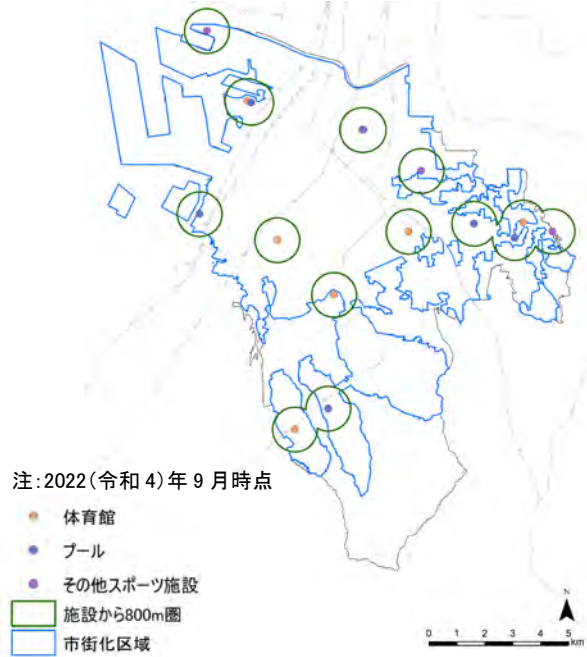 注:2022(令和4)年9月時点
体育館
プール
その他スポーツ施設
施設から800m圏
市街化区域
N
0 1 2 3 4 5
km